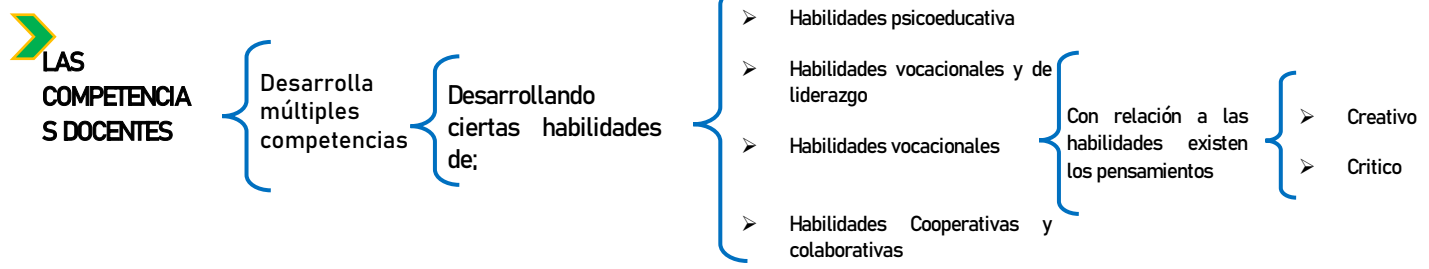 LAS
COMPETENCIA
S DOCENTES
Desarrolla
múltiples
competencias
Desarrollando
ciertas habilidades
de;
➢ Habilidades psicoeducativa
➢ Habilidades vocacionales y de
liderazgo
➢ Habilidades vocacionales
➢ Habilidades Cooperativas y
colaborativas
Con relación a las
habilidades existen
los pensamientos
➢ Creativo
➢ Critico